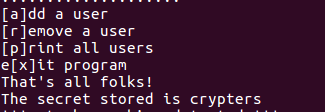 [a]dd a user
[r]emove a user
[p]rint all users
e[x]it program
That's all folks!
The secret stored is crypters